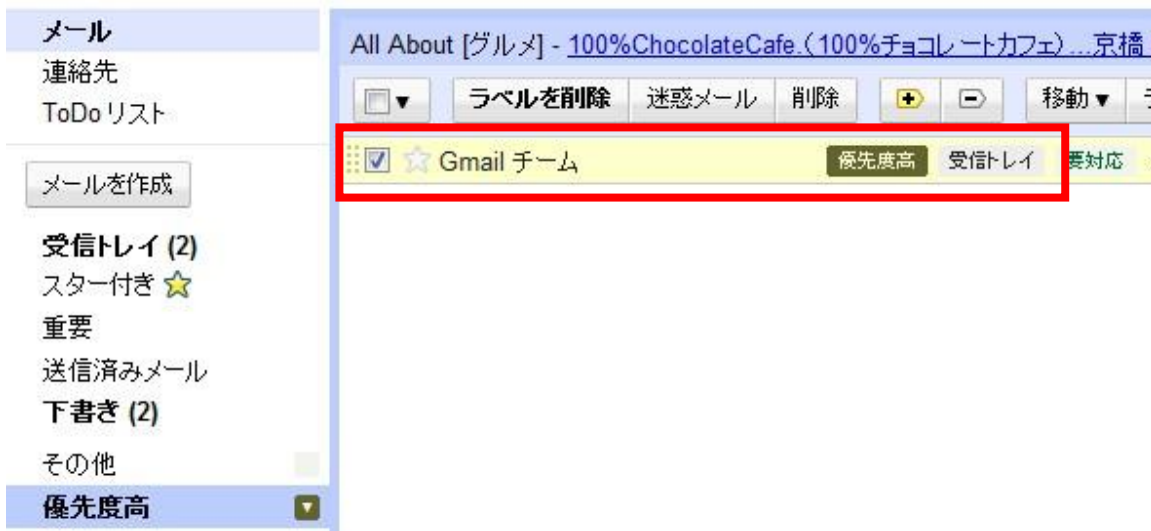 メール
連絡先
ToDo リスト
メールを作成
受信トレイ (2)
スター付き
重要
送信済みメール
下書き (2)
その他
優先度高
All About [グルメ] - 100%ChocolateCafe.(100%チョコレートカフェ)...京橋
ラベルを削除 迷惑メール 削除 移動
Gmail チーム 優先度高 受信トレイ 要対応